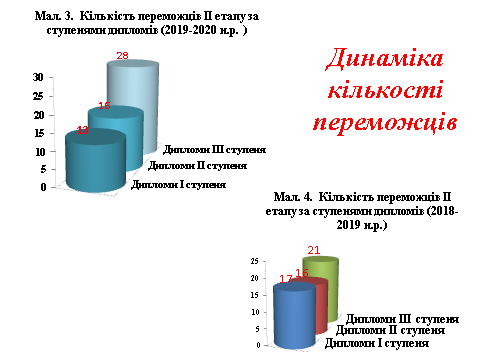 Мал. 3. Кількість переможців ІІ етапу за
ступенями дипломів (2019-2020 н.р. )
28
30
25
20
15
10
5
0
16
13
Дипломи ІІІ ступеня
Дипломи ІІ ступеня
Дипломи І ступеня
Динаміка
кількості
переможців
Мал. 4. Кількість переможців ІІ
етапу за ступенями дипломів (2018-
2019 н.р.)
21
25
20
15
10
5
0
17
16
Дипломи ІІІ ступеня
Дипломи ІІ ступеня
Дипломи І ступеня